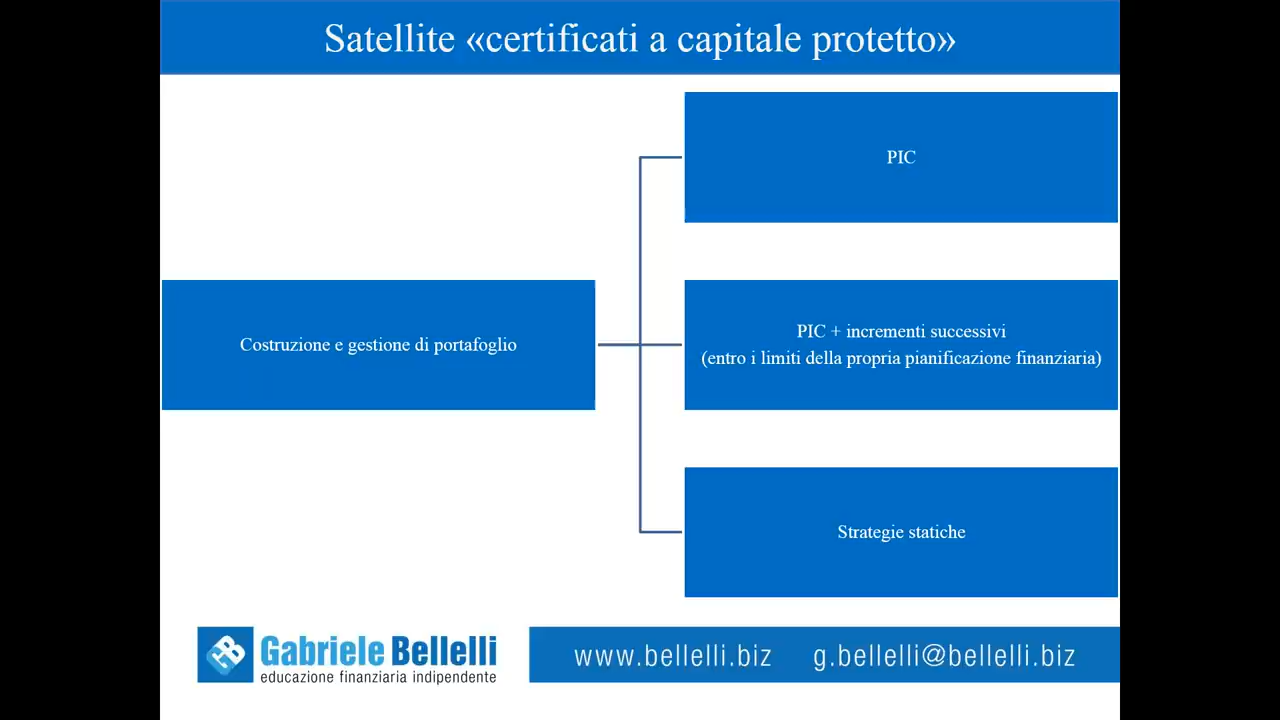 Satellite «certificati a capitale protetto»
PIC
Costruzione e gestione di portafoglio
PIC + incrementi successivi
(entro i limiti della propria pianificazione finanziaria)
Strategie statiche
Gabriele Bellelli
educazione finanziaria indipendente
www.bellelli.biz g.bellelli@bellelli.biz